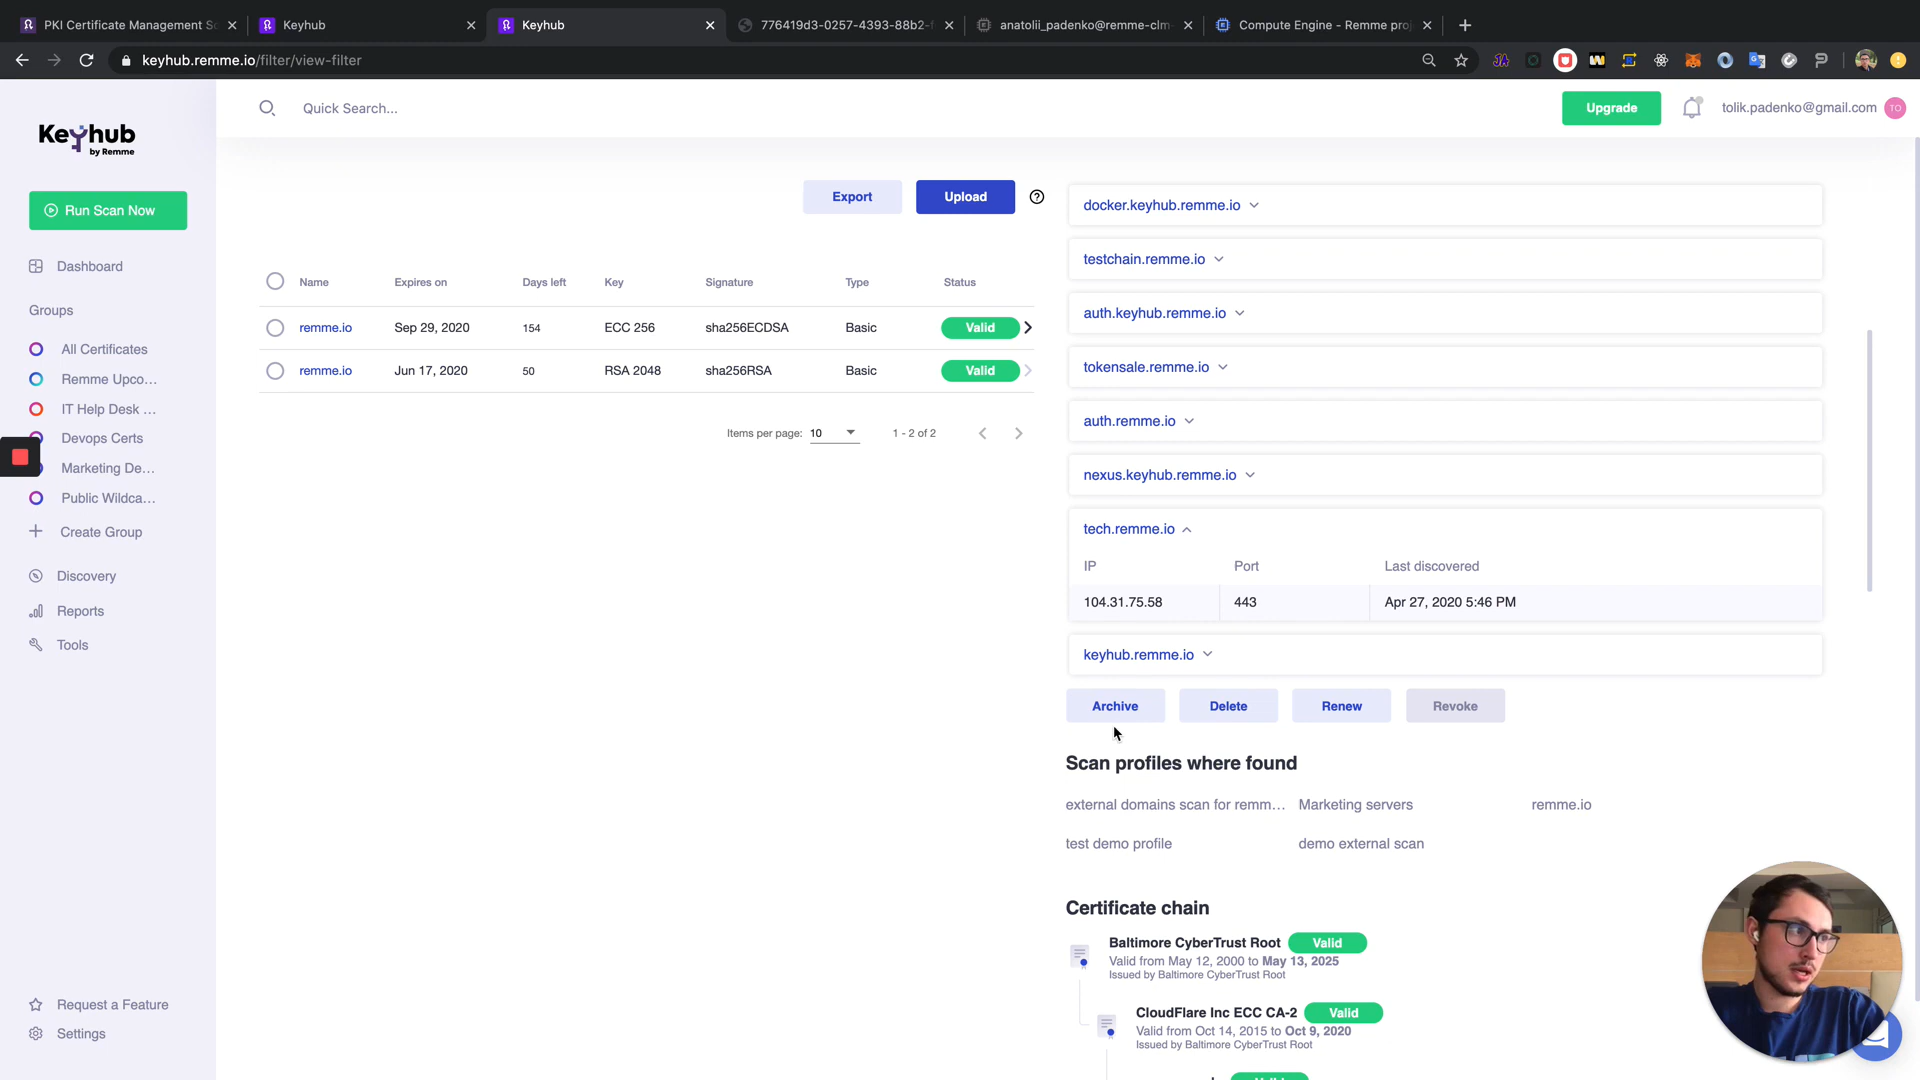 PKI Certificate Management So
Keyhub
Keyhub
776419d3-0257-4393-88b2-f
anatolii_padenko@remme-clm-
Compute Engine - Remme proj
keyhub.remme.io/filter/view-filter
Keyhub
by Remme
Quick Search...
Upgrade
tolik.padenko@gmail.com
TO
Run Scan Now
Dashboard
Groups
All Certificates
Remme Upco...
IT Help Desk ...
Devops Certs
Marketing De...
Public Wildca...
Create Group
Discovery
Reports
Tools
Request a Feature
Settings
Export
Upload
Name Expires on Days left Key Signature Type Status
remme.io Sep 29, 2020 154 ECC 256 sha256ECDSA Basic Valid
remme.io Jun 17, 2020 50 RSA 2048 sha256RSA Basic Valid
Items per page: 10 1 - 2 of 2
docker.keyhub.remme.io
testchain.remme.io
auth.keyhub.remme.io
tokensale.remme.io
auth.remme.io
nexus.keyhub.remme.io
tech.remme.io
IP Port Last discovered
104.31.75.58 443 Apr 27, 2020 5:46 PM
keyhub.remme.io
Archive Delete Renew Revoke
Scan profiles where found
external domains scan for remm... Marketing servers remme.io
test demo profile demo external scan
Certificate chain
Baltimore CyberTrust Root Valid
Valid from May 12, 2000 to May 13, 2025
Issued by Baltimore CyberTrust Root
CloudFlare Inc ECC CA-2 Valid
Valid from Oct 14, 2015 to Oct 9, 2020
Issued by Baltimore CyberTrust Root